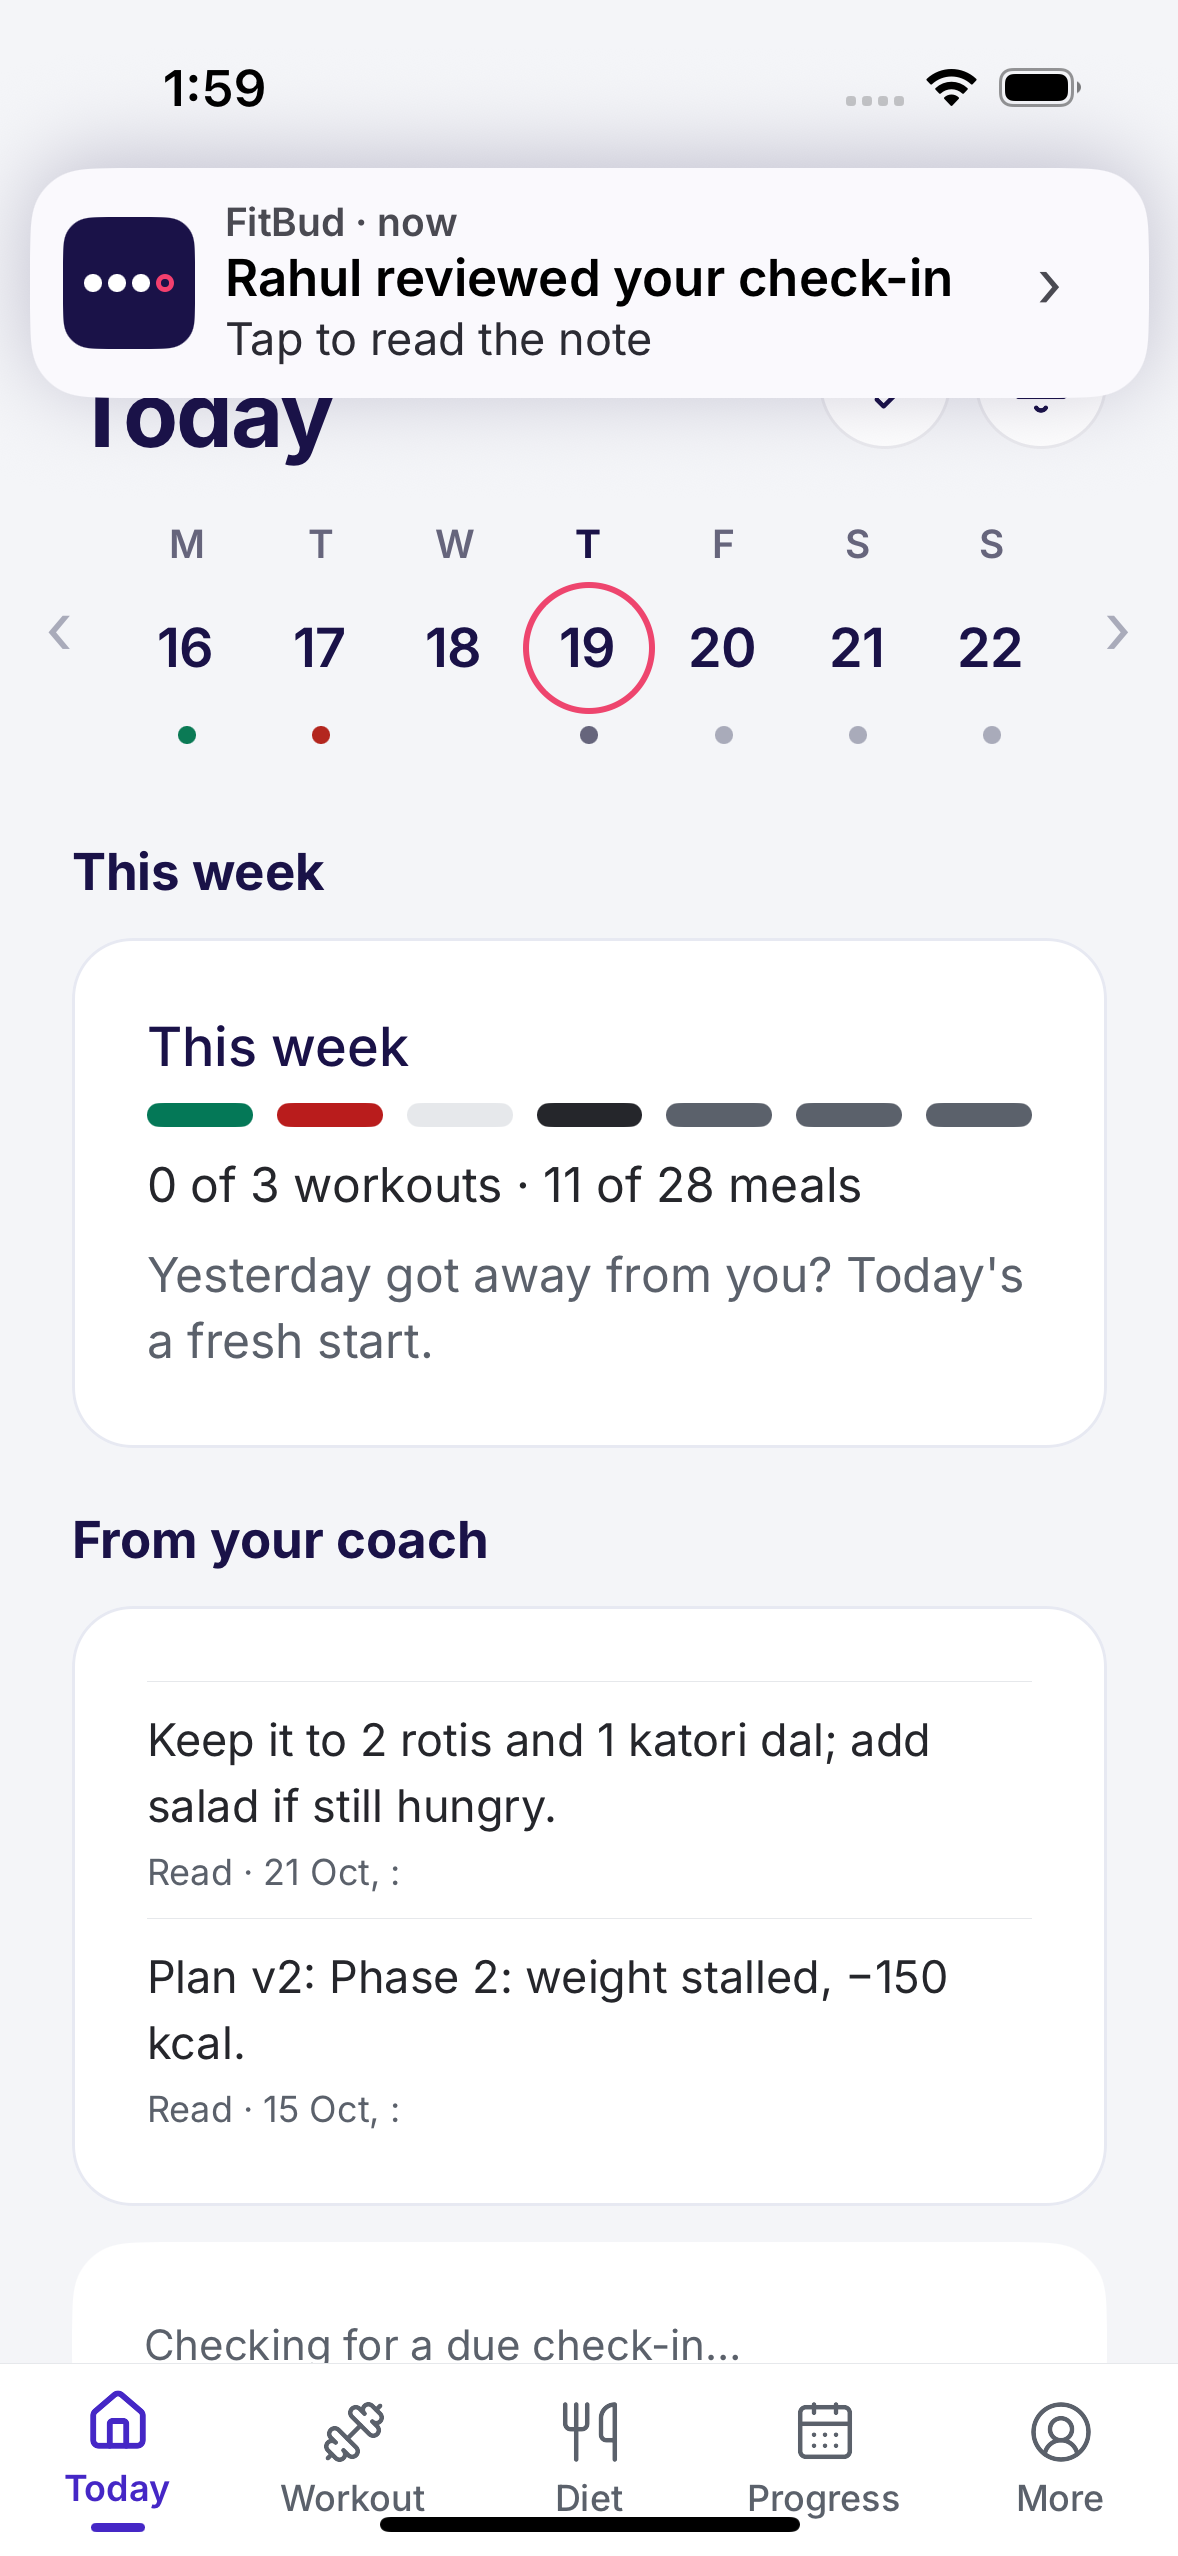 1:59
FitBud · now
Rahul reviewed your check-in
Tap to read the note
Today
M T W T F S S
16 17 18 19 20 21 22
This week
This week
0 of 3 workouts · 11 of 28 meals
Yesterday got away from you? Today's
a fresh start.
From your coach
Keep it to 2 rotis and 1 katori dal; add
salad if still hungry.
Read · 21 Oct, :
Plan v2: Phase 2: weight stalled, −150
kcal.
Read · 15 Oct, :
Checking for a due check-in...
Today Workout Diet Progress More